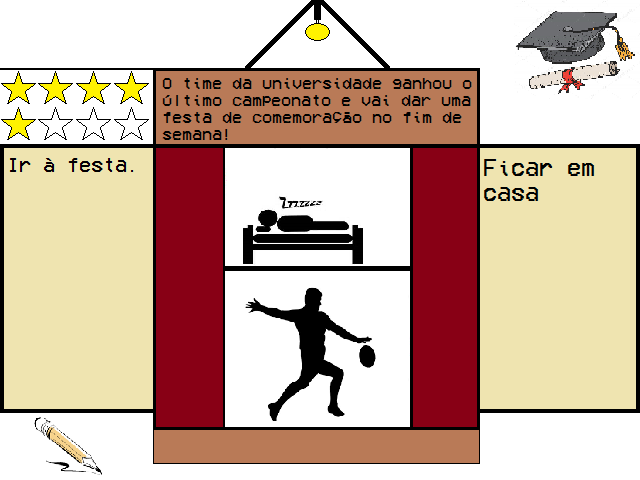 O time da universidade ganhou o
último campeonato e vai dar uma
festa de comemoração no fim de
semana!
Ir à festa.
Ficar em
casa
Zzzzzzz